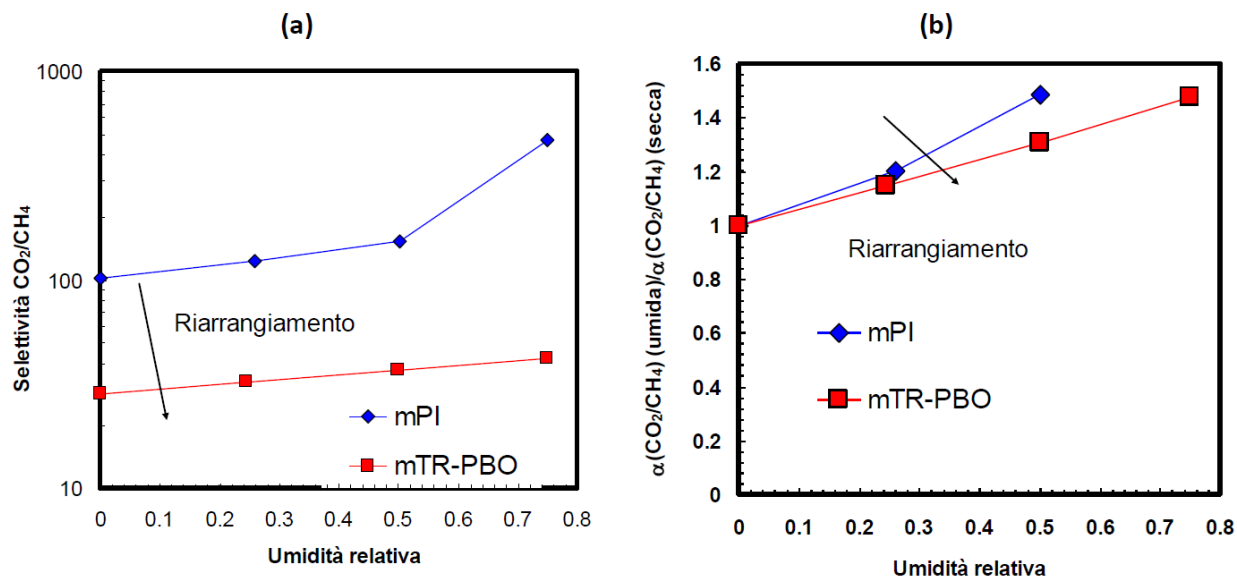 (a)
1000
100
10
Selettività CO₂/CH₄
Riarrangiamento
mPI
mTR-PBO
0 0.1 0.2 0.3 0.4 0.5 0.6 0.7 0.8
Umidità relativa
(b)
1.6
1.4
1.2
1
0.8
0.6
0.4
0.2
0
α(CO₂/CH₄) (umida)/α(CO₂/CH₄) (secca)
Riarrangiamento
mPI
mTR-PBO
0 0.1 0.2 0.3 0.4 0.5 0.6 0.7 0.8
Umidità relativa